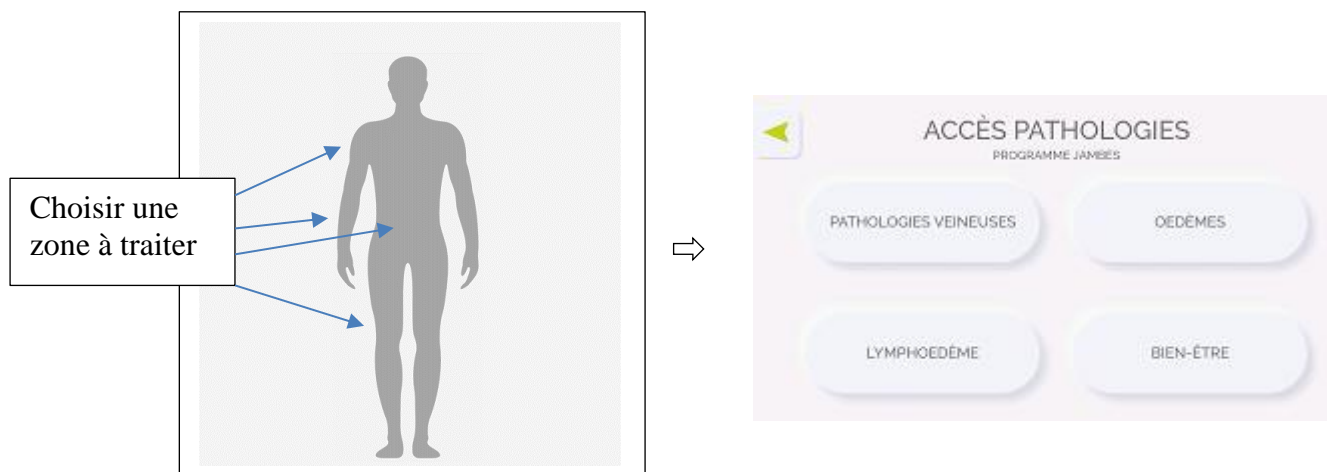 Choisir une
zone à traiter
⇨
ACCÈS PATHOLOGIES
PROGRAMME JAMBES
PATHOLOGIES VEINEUSES
OEDÈMES
LYMPHOEDÈME
BIEN-ÊTRE